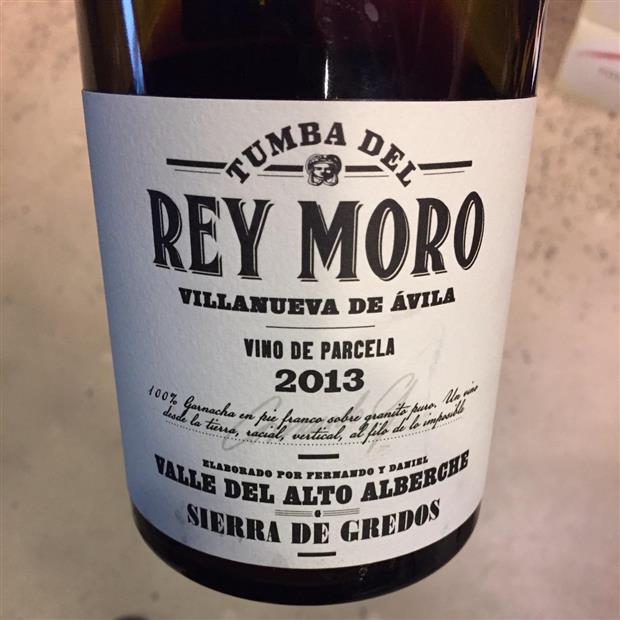 TUMBA DEL
REY MORO
VILLANUEVA DE ÁVILA
VINO DE PARCELA
2013
100% Garnacha en pie franco sobre granito puro. Un vino
desde la tierra, racial, vertical, al filo de lo imposible
ELABORADO POR FERNANDO Y DANIEL
VALLE DEL ALTO ALBERCHE
SIERRA DE GREDOS